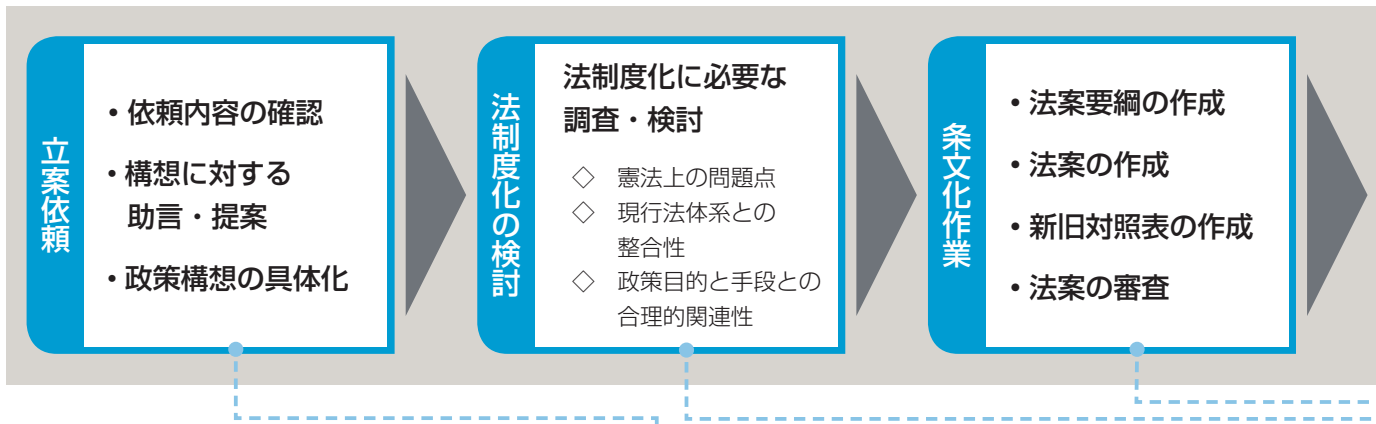 立案依頼
・依頼内容の確認
・構想に対する
助言・提案
・政策構想の具体化
法制度化の検討
法制度化に必要な
調査・検討
◇ 憲法上の問題点
◇ 現行法体系との
整合性
◇ 政策目的と手段との
合理的関連性
条文化作業
・法案要綱の作成
・法案の作成
・新旧対照表の作成
・法案の審査